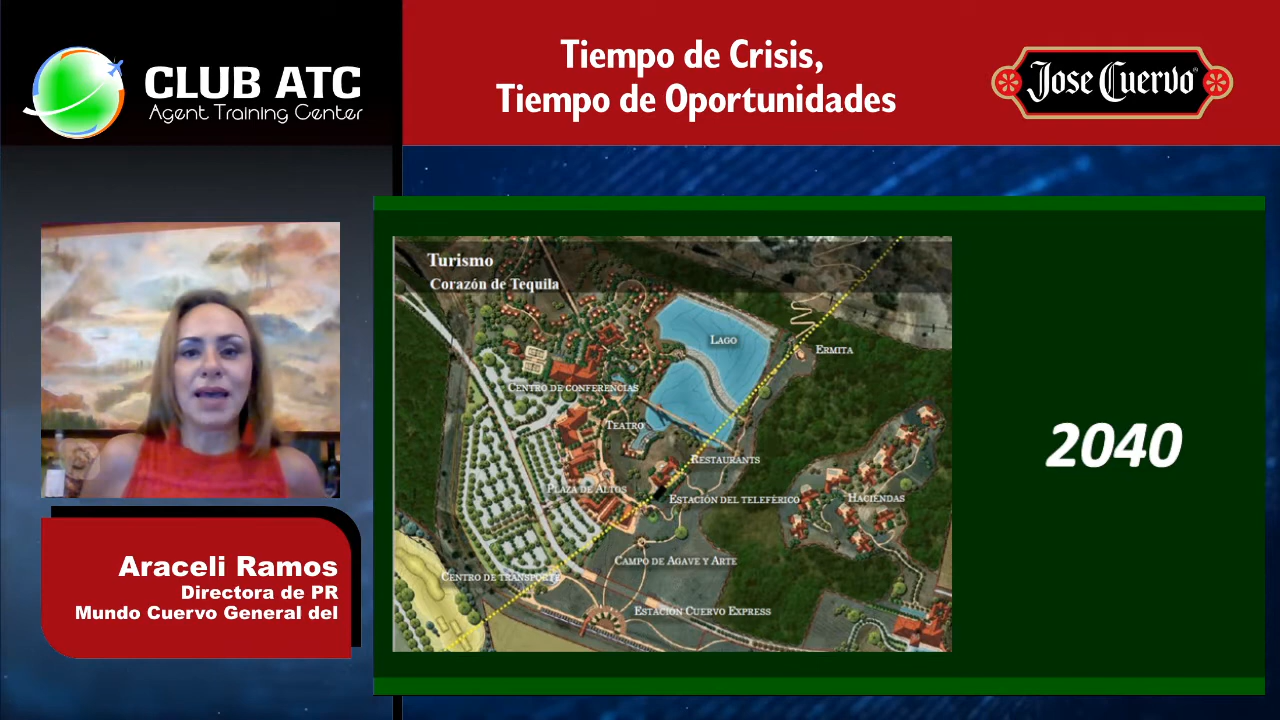 CLUB ATC
Agent Training Center
Tiempo de Crisis,
Tiempo de Oportunidades
Jose Cuervo®
Turismo
Corazón de Tequila
Lago
Ermita
Centro de conferencias
Teatro
Restaurants
Plaza de Altos
Estación del teleférico
Haciendas
Campo de Agave y Arte
Centro de transporte
Estación Cuervo Express
2040
Araceli Ramos
Directora de PR
Mundo Cuervo General del